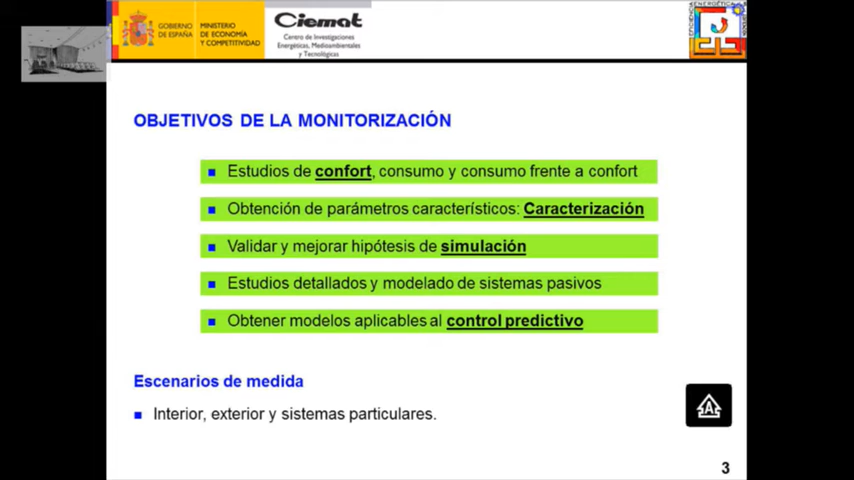 GOBIERNO
DE ESPAÑA
MINISTERIO
DE ECONOMÍA
Y COMPETITIVIDAD
Ciemat
Centro de Investigaciones
Energéticas, Medioambientales
y Tecnológicas
OBJETIVOS DE LA MONITORIZACIÓN
Estudios de confort, consumo y consumo frente a confort
Obtención de parámetros característicos: Caracterización
Validar y mejorar hipótesis de simulación
Estudios detallados y modelado de sistemas pasivos
Obtener modelos aplicables al control predictivo
Escenarios de medida
Interior, exterior y sistemas particulares.
A
3